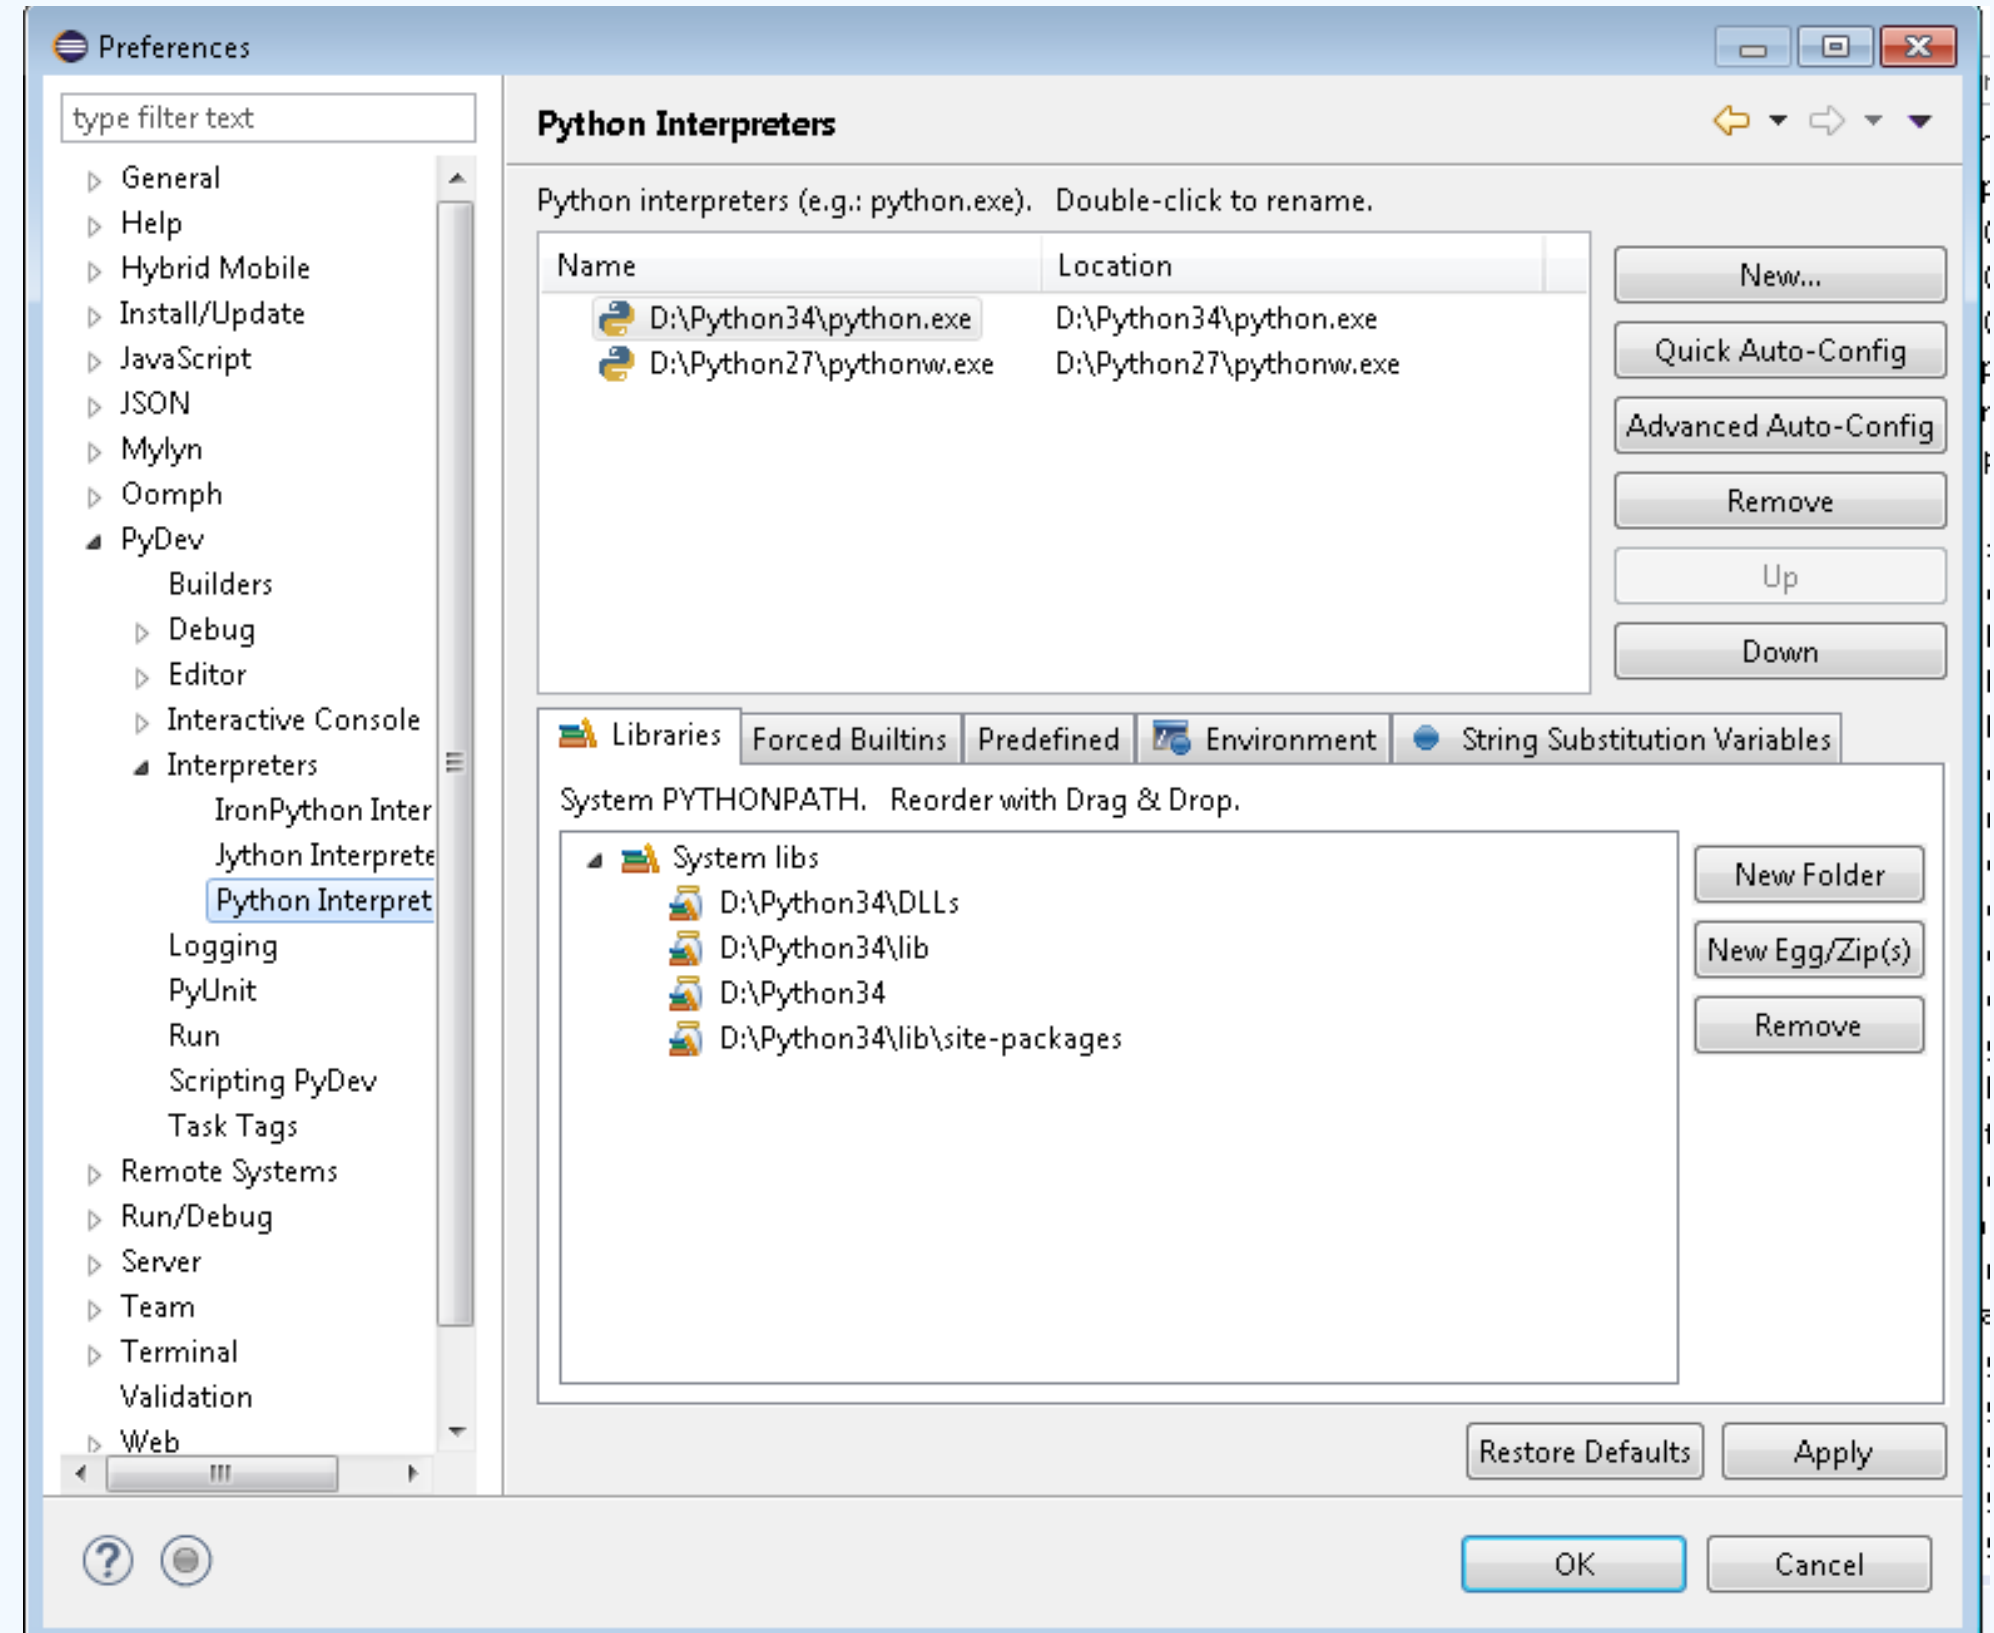 Preferences
type filter text
General
Help
Hybrid Mobile
Install/Update
JavaScript
JSON
Mylyn
Oomph
PyDev
Builders
Debug
Editor
Interactive Console
Interpreters
IronPython Inter
Jython Interprete
Python Interpret
Logging
PyUnit
Run
Scripting PyDev
Task Tags
Remote Systems
Run/Debug
Server
Team
Terminal
Validation
Web
Python Interpreters
Python interpreters (e.g.: python.exe).   Double-click to rename.
Name Location
D:\Python34\python.exe D:\Python34\python.exe
D:\Python27\pythonw.exe D:\Python27\pythonw.exe
New...
Quick Auto-Config
Advanced Auto-Config
Remove
Up
Down
Libraries Forced Builtins Predefined Environment String Substitution Variables
System PYTHONPATH.   Reorder with Drag & Drop.
System libs
D:\Python34\DLLs
D:\Python34\lib
D:\Python34
D:\Python34\lib\site-packages
New Folder
New Egg/Zip(s)
Remove
Restore Defaults Apply
OK Cancel